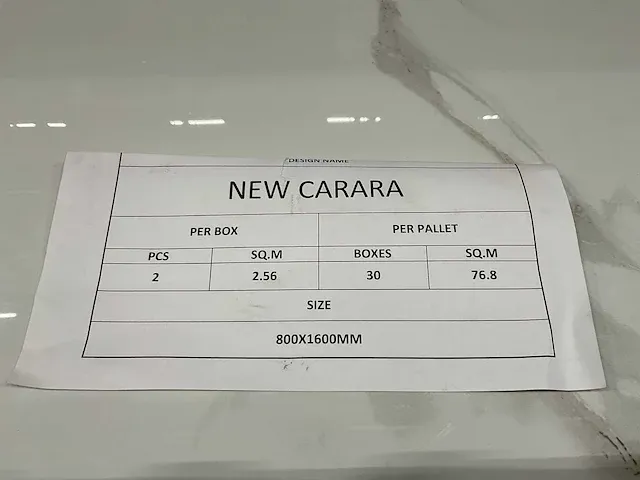 DESIGN NAME
NEW CARARA
PER BOX PER PALLET
PCS SQ.M BOXES SQ.M
2 2.56 30 76.8
SIZE
800X1600MM